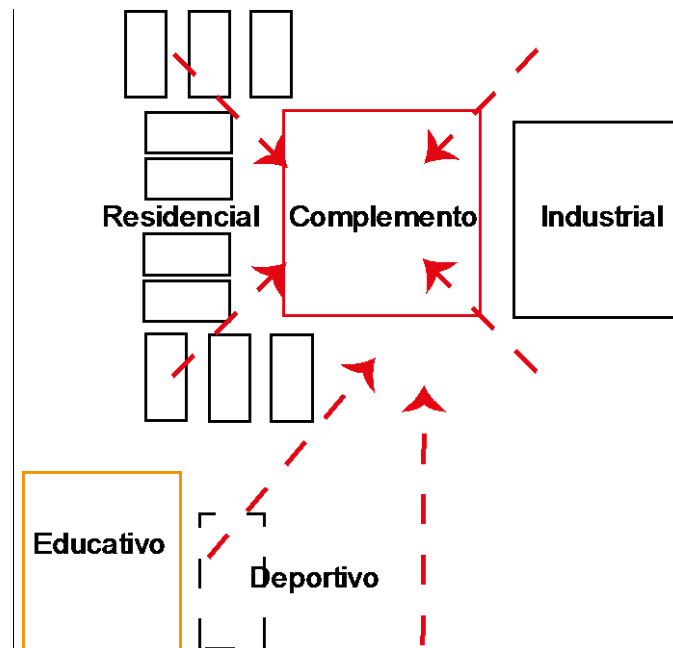 Residencial
Complemento
Industrial
Educativo
Deportivo